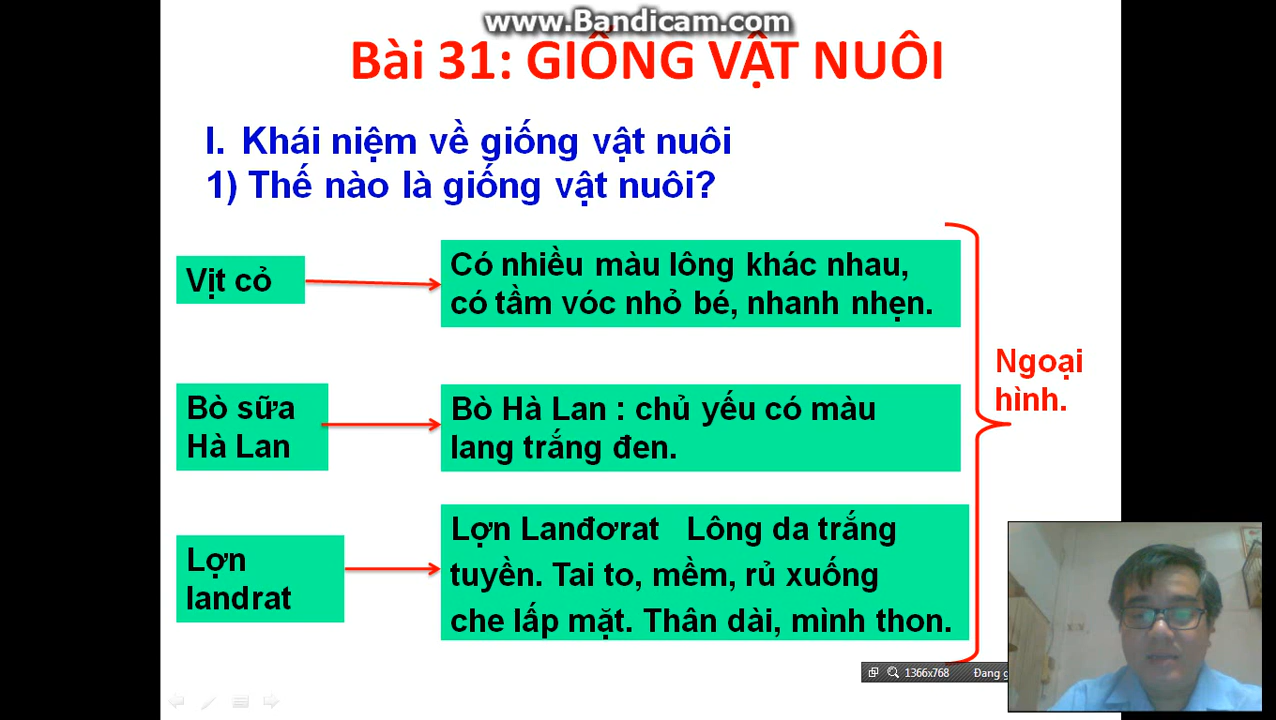 www.Bandicam.com
Bài 31: GIỐNG VẬT NUÔI
I. Khái niệm về giống vật nuôi
1) Thế nào là giống vật nuôi?
Vịt cỏ
Có nhiều màu lông khác nhau,
có tầm vóc nhỏ bé, nhanh nhẹn.
Bò sữa
Hà Lan
Bò Hà Lan : chủ yếu có màu
lang trắng đen.
Lợn
landrat
Lợn Lanđơrat Lông da trắng
tuyền. Tai to, mềm, rủ xuống
che lấp mặt. Thân dài, mình thon.
Ngoại
hình.
1366x768 Đang